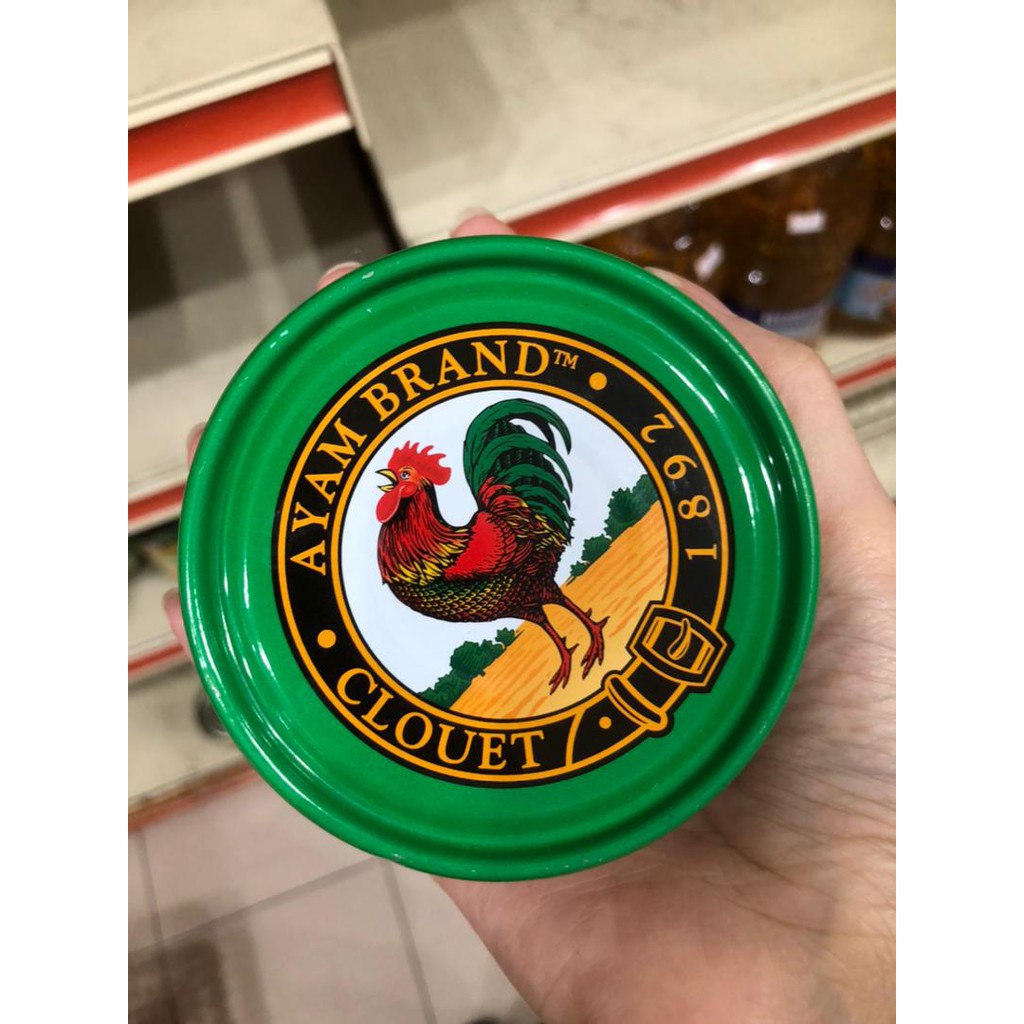 AYAM BRAND™
• CLOUET
• 1892 •